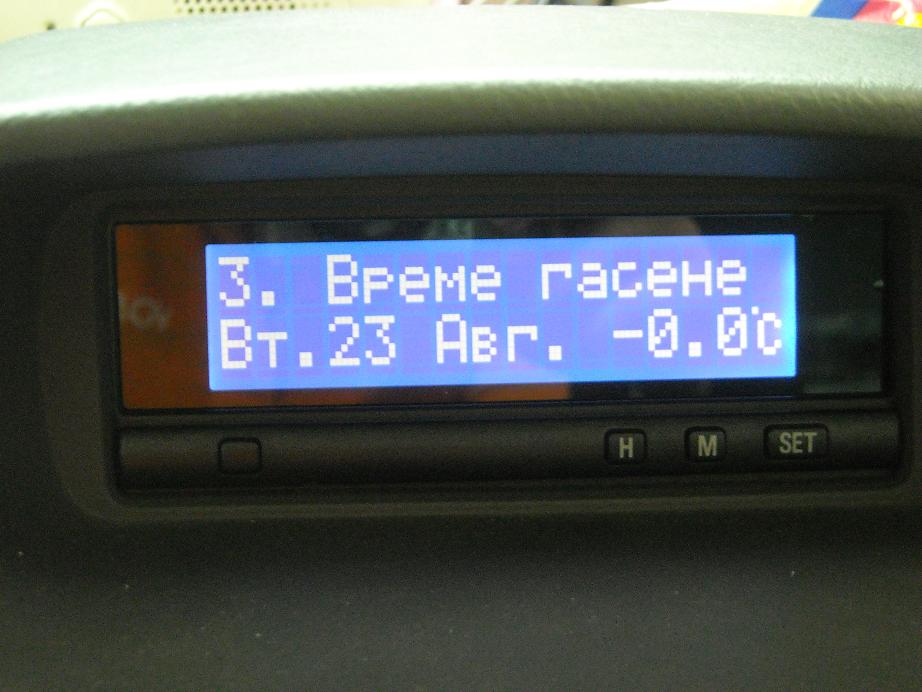 3. Време гасене
Вт.23 Авг. -0.0°C
H M SET